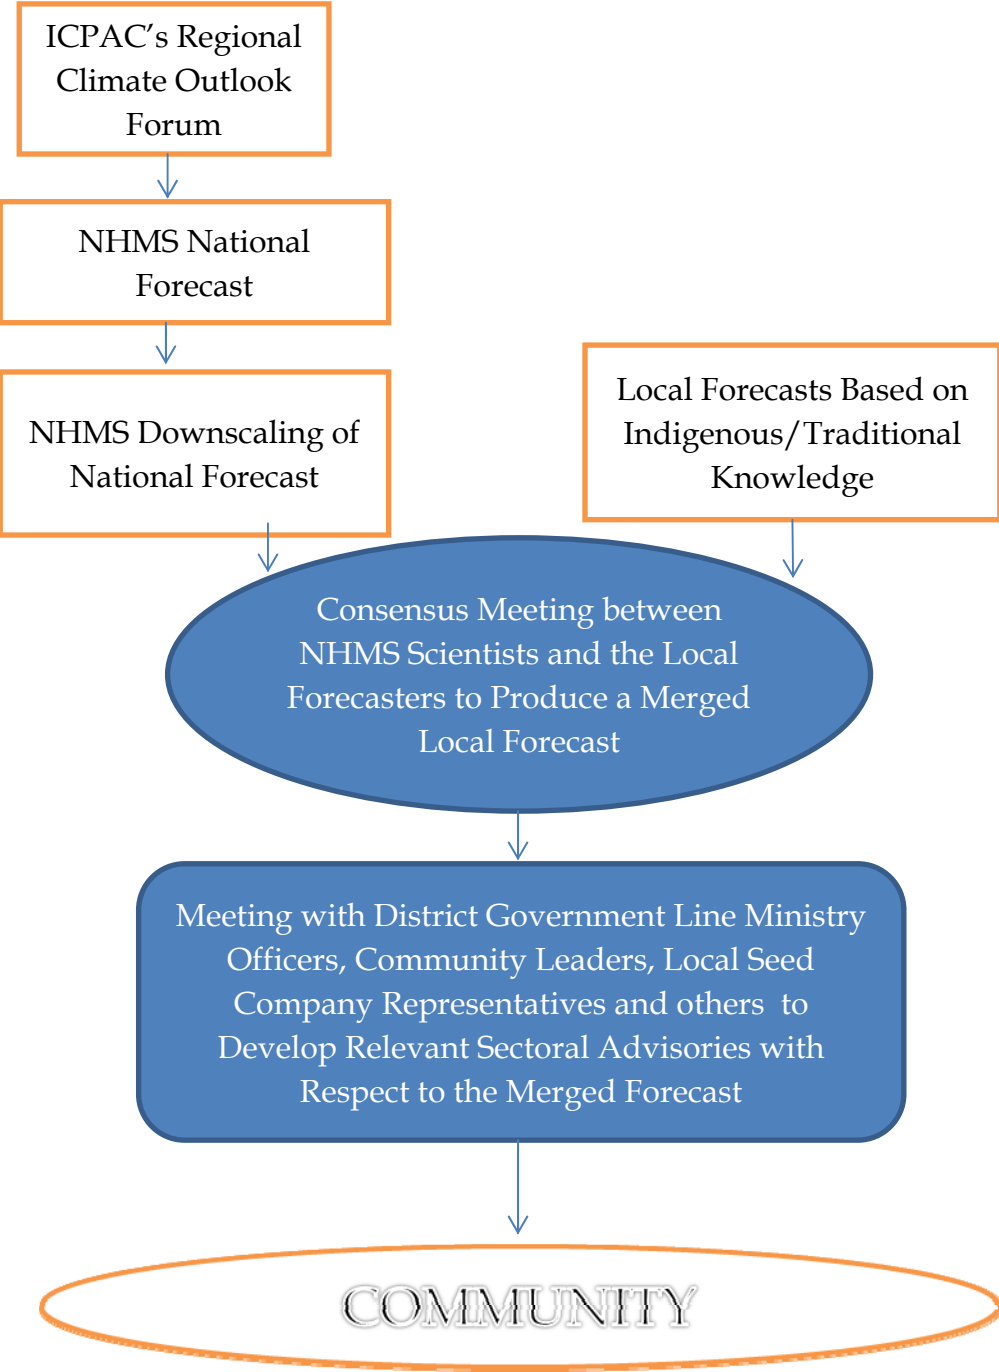 ICPAC’s Regional
Climate Outlook
Forum
NHMS National
Forecast
NHMS Downscaling of
National Forecast
Local Forecasts Based on
Indigenous/Traditional
Knowledge
Consensus Meeting between
NHMS Scientists and the Local
Forecasters to Produce a Merged
Local Forecast
Meeting with District Government Line Ministry
Officers, Community Leaders, Local Seed
Company Representatives and others to
Develop Relevant Sectoral Advisories with
Respect to the Merged Forecast
COMMUNITY